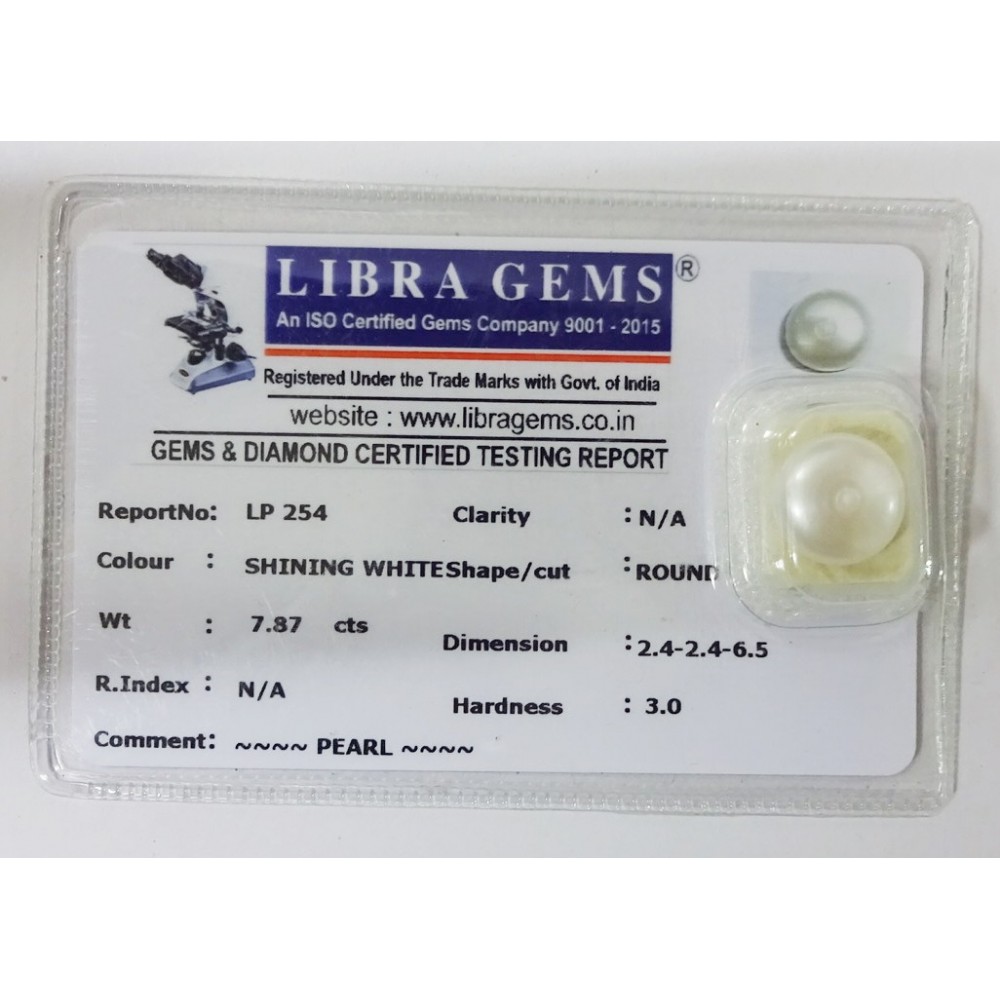 LIBRA GEMS ®
An ISO Certified Gems Company 9001 - 2015
Registered Under the Trade Marks with Govt. of India
website : www.libragems.co.in
GEMS & DIAMOND CERTIFIED TESTING REPORT
ReportNo: LP 254 Clarity : N/A
Colour : SHINING WHITE Shape/cut : ROUND
Wt : 7.87 cts Dimension : 2.4-2.4-6.5
R.Index : N/A Hardness : 3.0
Comment: ~~~~ PEARL ~~~~